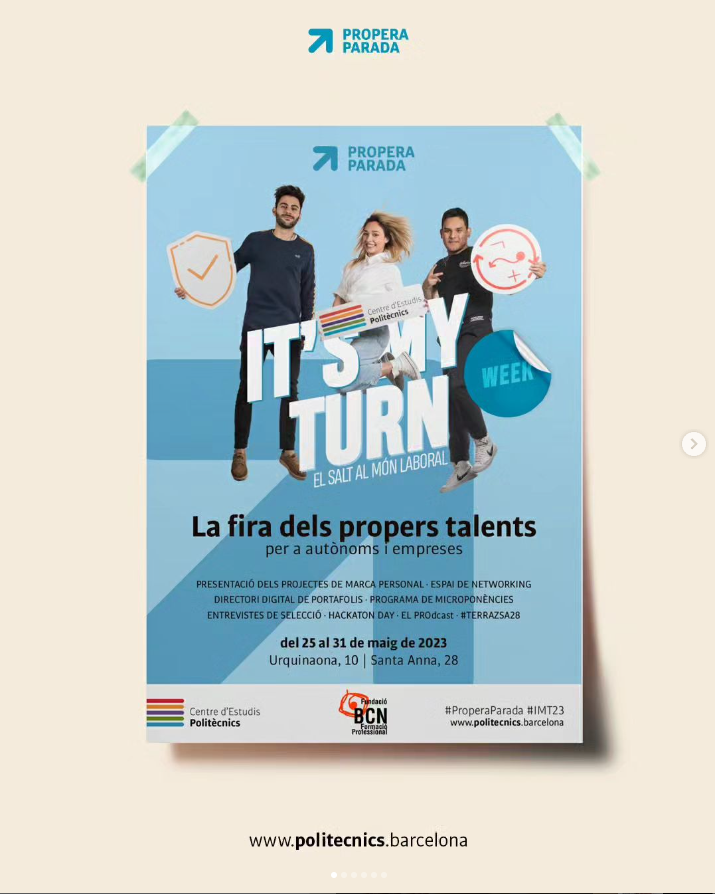 PROPERA
PARADA
PROPERA
PARADA
Centre d'Estudis
Politècnics
IT'S MY
WEEK
TURN
EL SALT AL MÓN LABORAL
La fira dels propers talents
per a autònoms i empreses
PRESENTACIÓ DELS PROJECTES DE MARCA PERSONAL · ESPAI DE NETWORKING
DIRECTORI DIGITAL DE PORTAFOLIS · PROGRAMA DE MICROPONÈNCIES
ENTREVISTES DE SELECCIÓ · HACKATON DAY · EL PROdcast · #TERRAZSA28
del 25 al 31 de maig de 2023
Urquinaona, 10 | Santa Anna, 28
Centre d'Estudis
Politècnics
Fundació
BCN
Formació
Professional
#ProperaParada #IMT23
www.politecnics.barcelona
www.politecnics.barcelona